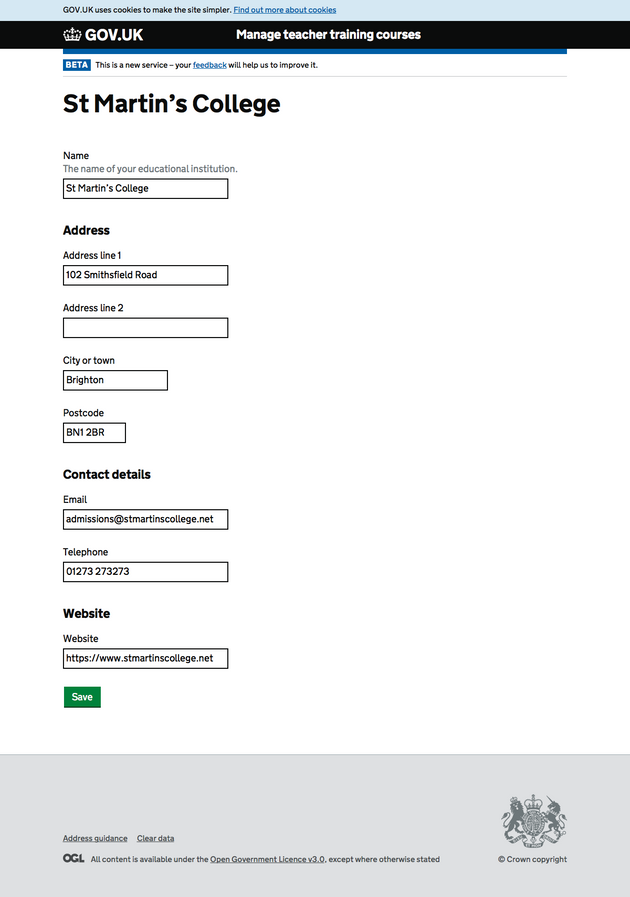 GOV.UK uses cookies to make the site simpler. Find out more about cookies
GOV.UK Manage teacher training courses
BETA This is a new service – your feedback will help us to improve it.
St Martin’s College
Name
The name of your educational institution.
St Martin’s College
Address
Address line 1
102 Smithsfield Road
Address line 2
City or town
Brighton
Postcode
BN1 2BR
Contact details
Email
admissions@stmartinscollege.net
Telephone
01273 273273
Website
Website
https://www.stmartinscollege.net
Save
Address guidance Clear data
OGL All content is available under the Open Government Licence v3.0, except where otherwise stated
© Crown copyright